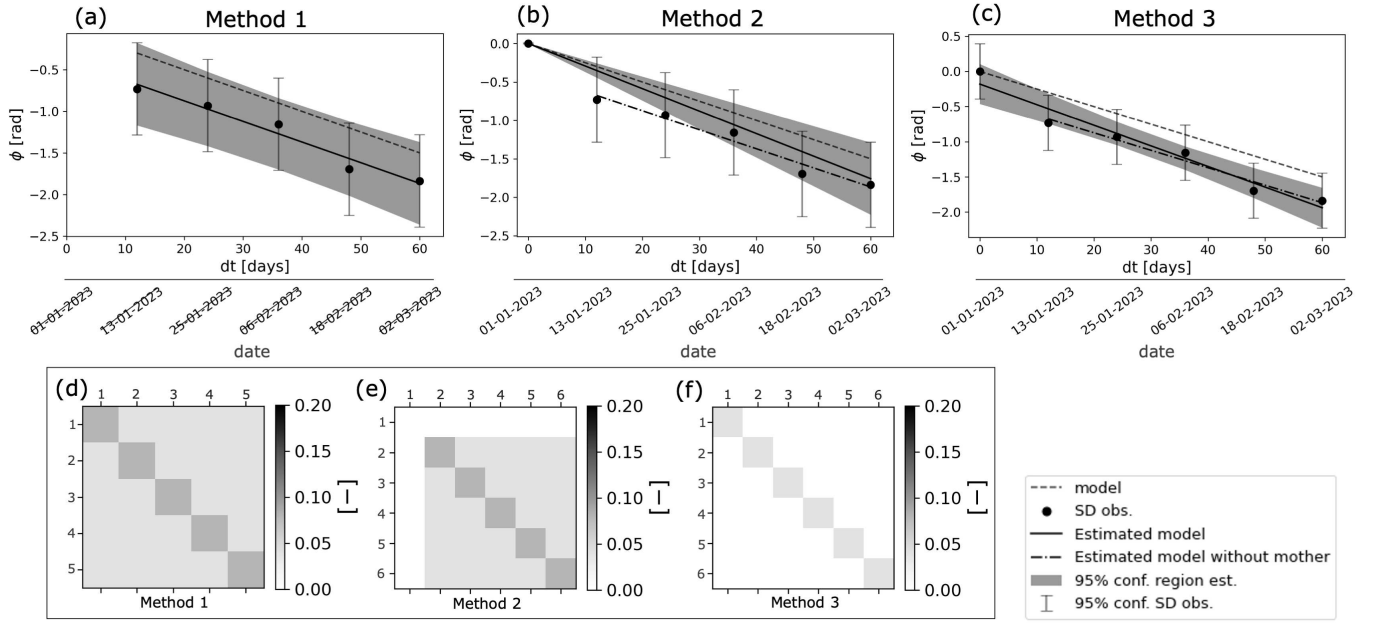 (a) Method 1
(b) Method 2
(c) Method 3
ϕ [rad]
−0.5
−1.0
−1.5
−2.0
−2.5
0 10 20 30 40 50 60
dt [days]
01-01-2023 13-01-2023 25-01-2023 06-02-2023 18-02-2023 02-03-2023
date
ϕ [rad]
0.0
−0.5
−1.0
−1.5
−2.0
−2.5
0 10 20 30 40 50 60
dt [days]
01-01-2023 13-01-2023 25-01-2023 06-02-2023 18-02-2023 02-03-2023
date
ϕ [rad]
0.5
0.0
−0.5
−1.0
−1.5
−2.0
0 10 20 30 40 50 60
dt [days]
01-01-2023 13-01-2023 25-01-2023 06-02-2023 18-02-2023 02-03-2023
date
(d)
1 2 3 4 5
1
2
3
4
5
Method 1
0.20
0.15
0.10
0.05
0.00
[−]
(e)
1 2 3 4 5 6
1
2
3
4
5
6
Method 2
0.20
0.15
0.10
0.05
0.00
[−]
(f)
1 2 3 4 5 6
1
2
3
4
5
6
Method 3
0.20
0.15
0.10
0.05
0.00
[−]
model
SD obs.
Estimated model
Estimated model without mother
95% conf. region est.
95% conf. SD obs.